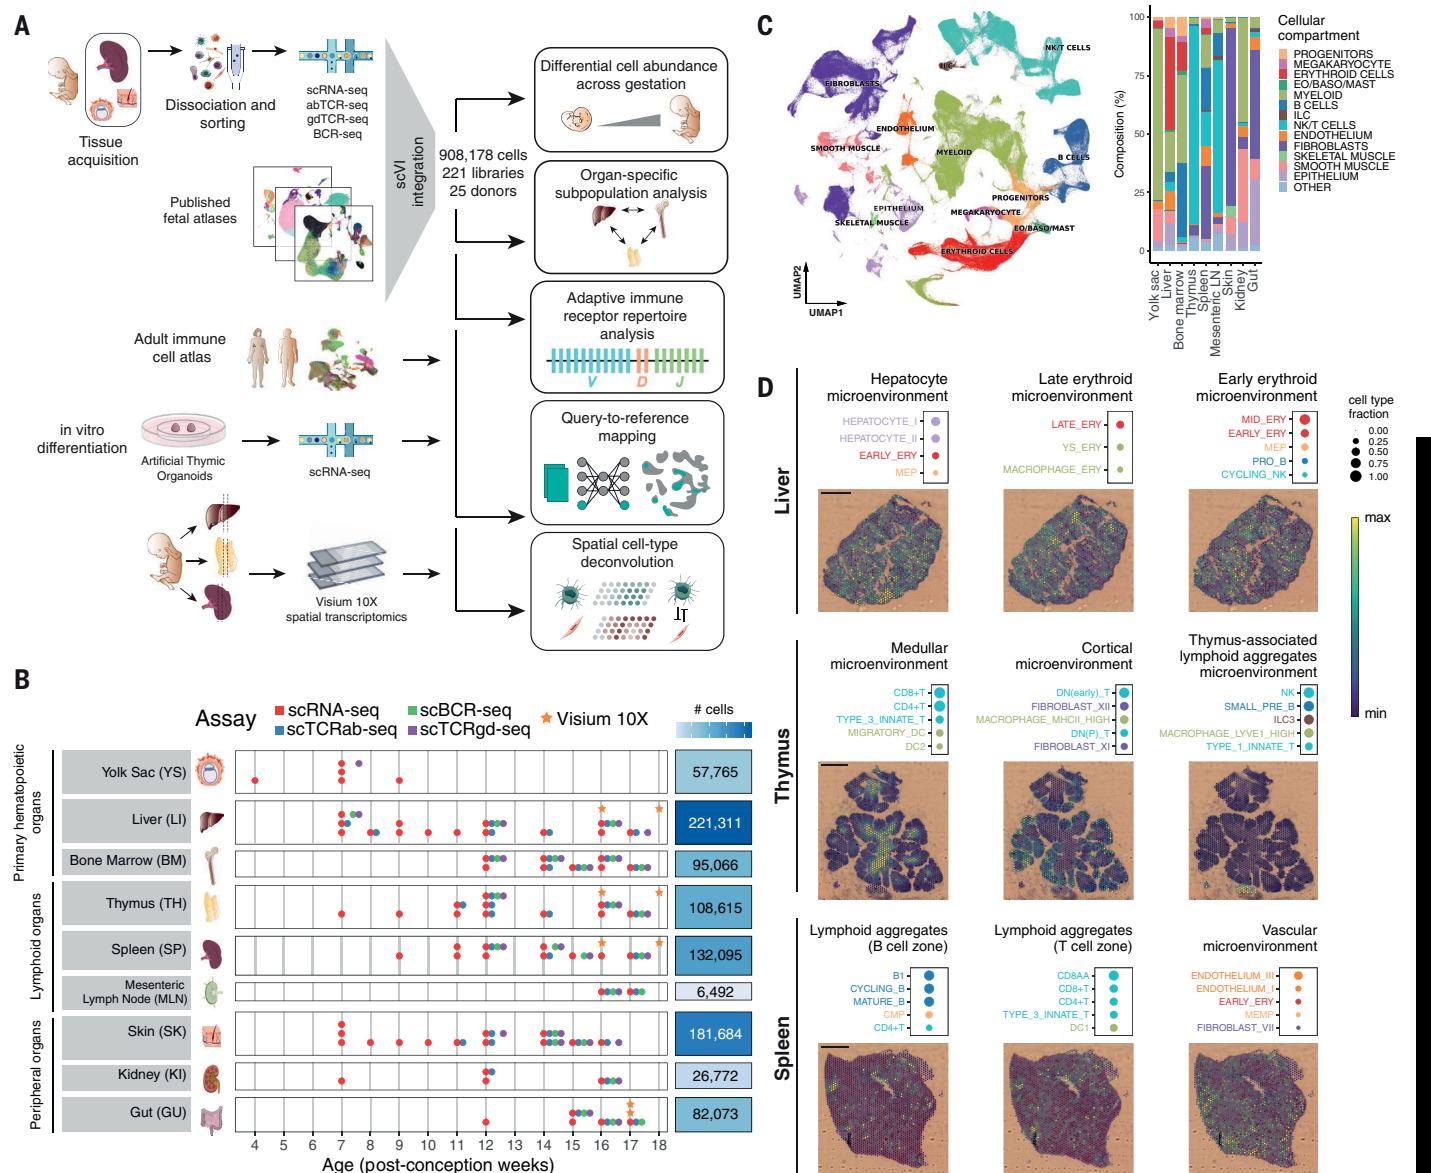 A
Tissue
acquisition
Dissociation and
sorting
scRNA-seq
abTCR-seq
gdTCR-seq
BCR-seq
Published
fetal atlases
scVI
integration
908,178 cells
221 libraries
25 donors
Adult immune
cell atlas
in vitro
differentiation
Artificial Thymic
Organoids
scRNA-seq
Visium 10X
spatial transcriptomics
Differential cell abundance
across gestation
Organ-specific
subpopulation analysis
Adaptive immune
receptor repertoire
analysis
V D J
Query-to-reference
mapping
Spatial cell-type
deconvolution
B
Assay
scRNA-seq
scBCR-seq
Visium 10X
scTCRab-seq
scTCRgd-seq
# cells
Primary hematopoietic
organs
Yolk Sac (YS)
57,765
Liver (LI)
221,311
Bone Marrow (BM)
95,066
Lymphoid organs
Thymus (TH)
108,615
Spleen (SP)
132,095
Mesenteric
Lymph Node (MLN)
6,492
Peripheral organs
Skin (SK)
181,684
Kidney (KI)
26,772
Gut (GU)
82,073
4 5 6 7 8 9 10 11 12 13 14 15 16 17 18
Age (post-conception weeks)
C
NK/T CELLS
ILC
FIBROBLASTS
ENDOTHELIUM
SMOOTH MUSCLE
MYELOID
B CELLS
PROGENITORS
EPITHELIUM
MEGAKARYOCYTE
SKELETAL MUSCLE
EO/BASO/MAST
ERYTHROID CELLS
UMAP2
UMAP1
Composition (%)
100
75
50
25
0
Yolk sac
Liver
Bone marrow
Thymus
Spleen
Mesenteric LN
Skin
Kidney
Gut
Cellular
compartment
PROGENITORS
MEGAKARYOCYTE
ERYTHROID CELLS
EO/BASO/MAST
MYELOID
B CELLS
ILC
NK/T CELLS
ENDOTHELIUM
FIBROBLASTS
SKELETAL MUSCLE
SMOOTH MUSCLE
EPITHELIUM
OTHER
D
Liver
Hepatocyte
microenvironment
HEPATOCYTE_I
HEPATOCYTE_II
EARLY_ERY
MEP
Late erythroid
microenvironment
LATE_ERY
YS_ERY
MACROPHAGE_ERY
Early erythroid
microenvironment
MID_ERY
EARLY_ERY
MEP
PRO_B
CYCLING_NK
cell type
fraction
0.00
0.25
0.50
0.75
1.00
max
min
Thymus
Medullar
microenvironment
CD8+T
CD4+T
TYPE_3_INNATE_T
MIGRATORY_DC
DC2
Cortical
microenvironment
DN(early)_T
FIBROBLAST_XII
MACROPHAGE_MHCII_HIGH
DN(P)_T
FIBROBLAST_XI
Thymus-associated
lymphoid aggregates
microenvironment
NK
SMALL_PRE_B
ILC3
MACROPHAGE_LYVE1_HIGH
TYPE_1_INNATE_T
Spleen
Lymphoid aggregates
(B cell zone)
B1
CYCLING_B
MATURE_B
CMP
CD4+T
Lymphoid aggregates
(T cell zone)
CD8AA
CD8+T
CD4+T
TYPE_3_INNATE_T
DC1
Vascular
microenvironment
ENDOTHELIUM_III
ENDOTHELIUM_I
EARLY_ERY
MEMP
FIBROBLAST_VII